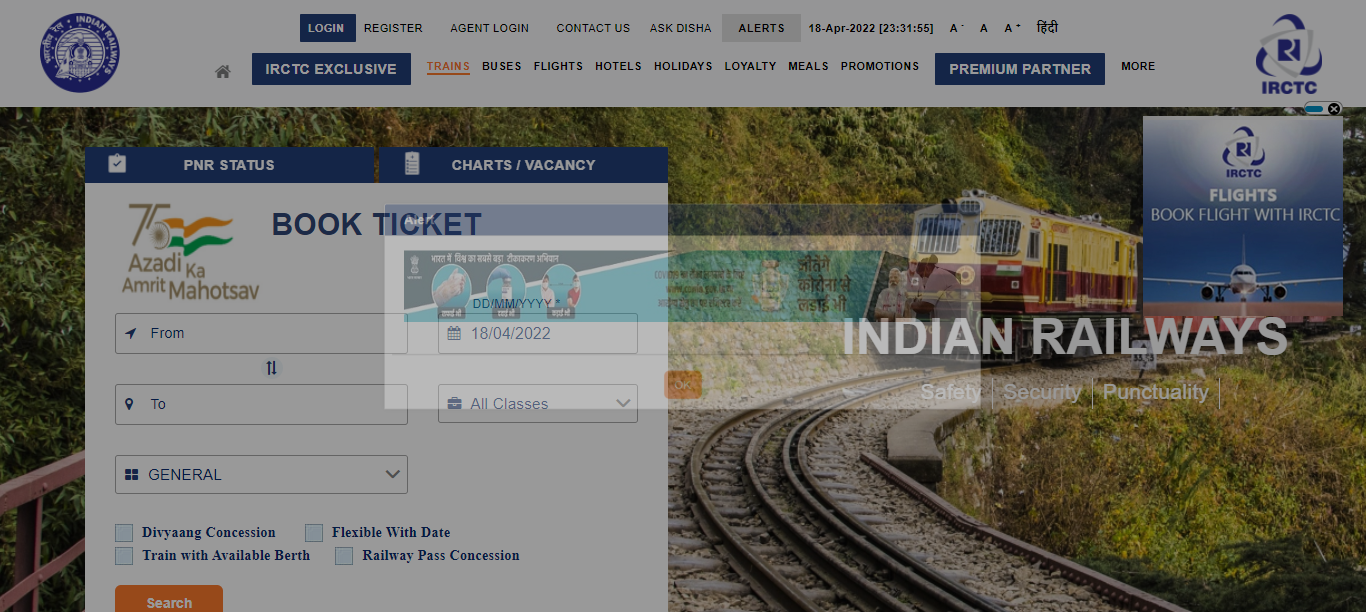 LOGIN REGISTER AGENT LOGIN CONTACT US ASK DISHA ALERTS 18-Apr-2022 [23:31:55] A - A A + हिंदी
IRCTC EXCLUSIVE TRAINS BUSES FLIGHTS HOTELS HOLIDAYS LOYALTY MEALS PROMOTIONS PREMIUM PARTNER MORE
भारतीय रेल INDIAN RAILWAYS
IRCTC
PNR STATUS CHARTS / VACANCY
IRCTC
FLIGHTS
BOOK FLIGHT WITH IRCTC
75
Azadi Ka
Amrit Mahotsav
BOOK TICKET
Alert
भारत में विश्व का सबसे बड़ा टीकाकरण अभियान
जीतेंगे
कोरोना से
लड़ाई भी
DD/MM/YYYY *
From
18/04/2022
To
All Classes
OK
INDIAN RAILWAYS
Safety Security Punctuality
GENERAL
Divyaang Concession Flexible With Date
Train with Available Berth Railway Pass Concession
Search